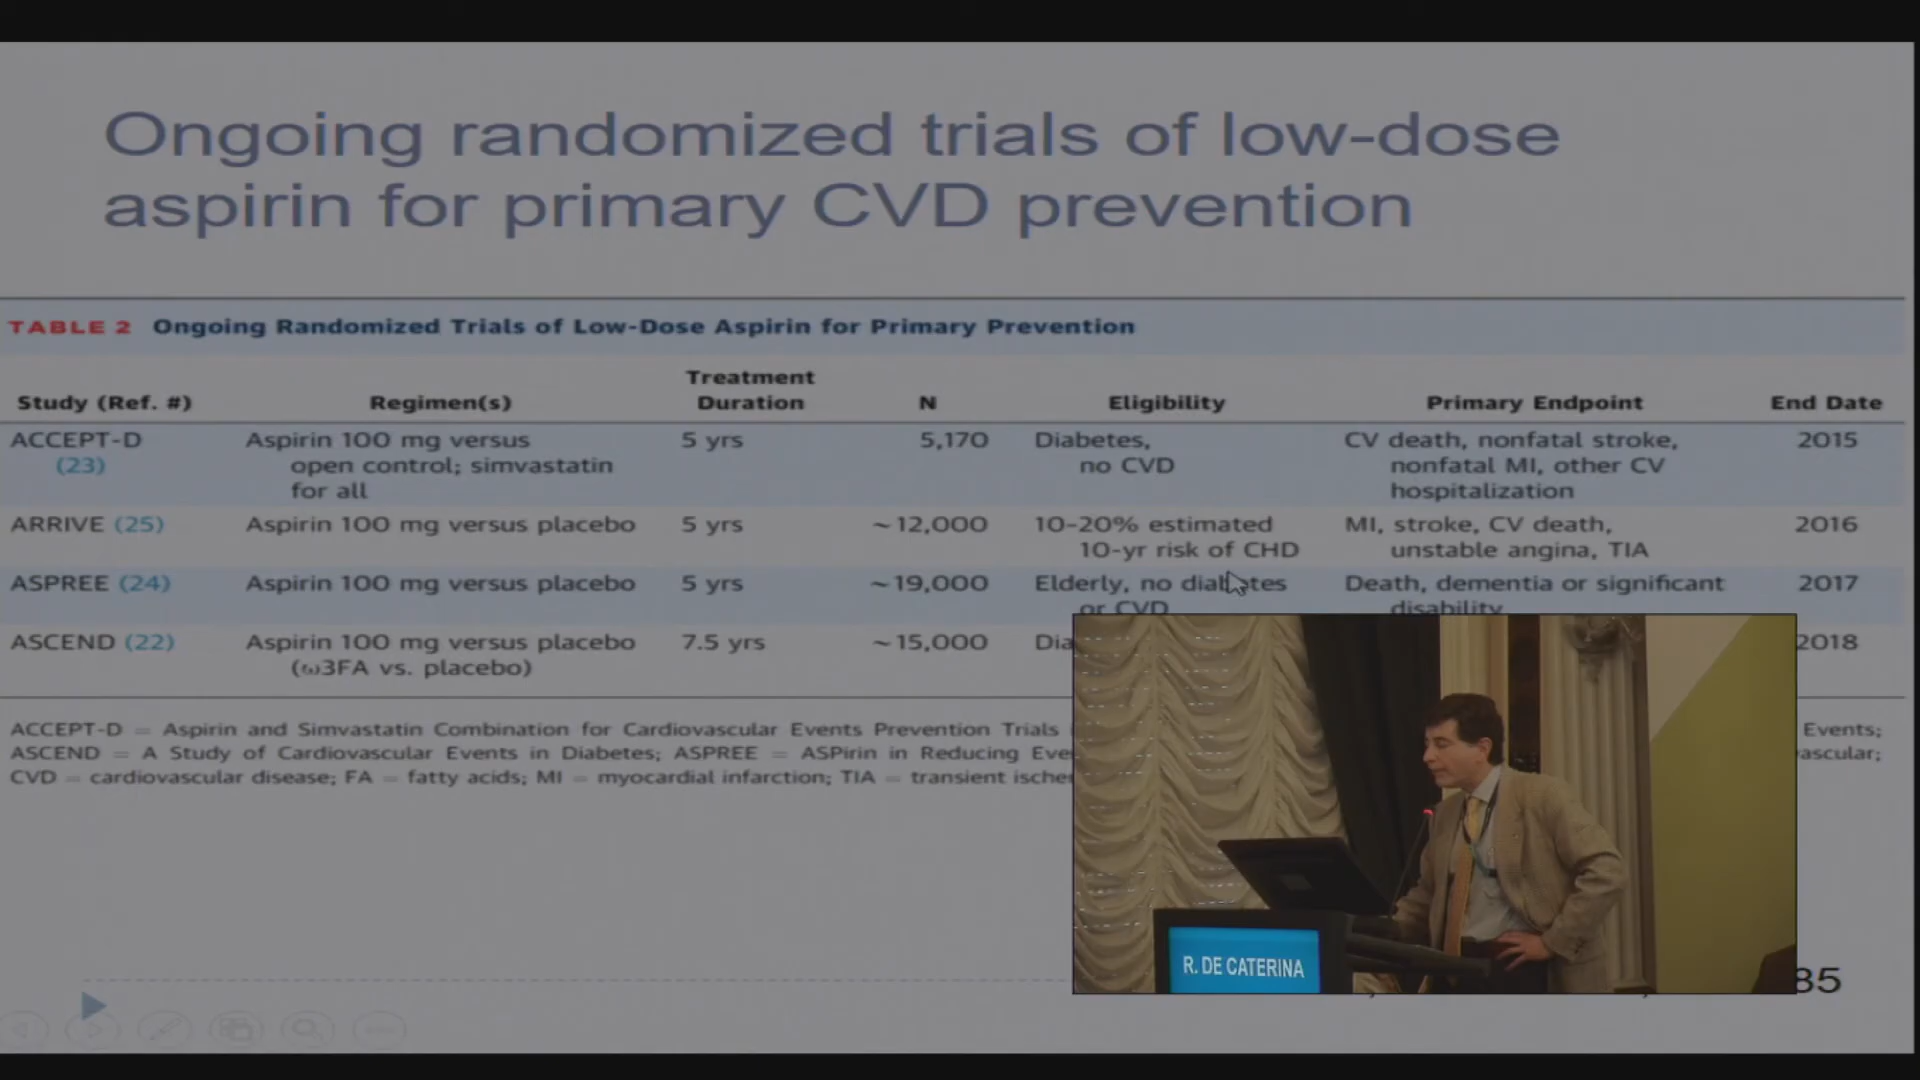 Ongoing randomized trials of low-dose
aspirin for primary CVD prevention
TABLE 2 Ongoing Randomized Trials of Low-Dose Aspirin for Primary Prevention
Study (Ref. #) Regimen(s) Treatment Duration N Eligibility Primary Endpoint End Date
ACCEPT-D Aspirin 100 mg versus 5 yrs 5,170 Diabetes, CV death, nonfatal stroke, 2015
(23) open control; simvastatin no CVD nonfatal MI, other CV
for all hospitalization
ARRIVE (25) Aspirin 100 mg versus placebo 5 yrs ~12,000 10–20% estimated MI, stroke, CV death, 2016
10-yr risk of CHD unstable angina, TIA
ASPREE (24) Aspirin 100 mg versus placebo 5 yrs ~19,000 Elderly, no diabetes Death, dementia or significant 2017
or CVD disability
ASCEND (22) Aspirin 100 mg versus placebo 7.5 yrs ~15,000 2018
(ω3FA vs. placebo)
ACCEPT-D = Aspirin and Simvastatin Combination for Cardiovascular Events Prevention Trials Events;
ASCEND = A Study of Cardiovascular Events in Diabetes; ASPREE = ASPirin in Reducing
CVD = cardiovascular disease; FA = fatty acids; MI = myocardial infarction; TIA = transient
R. DE CATERINA